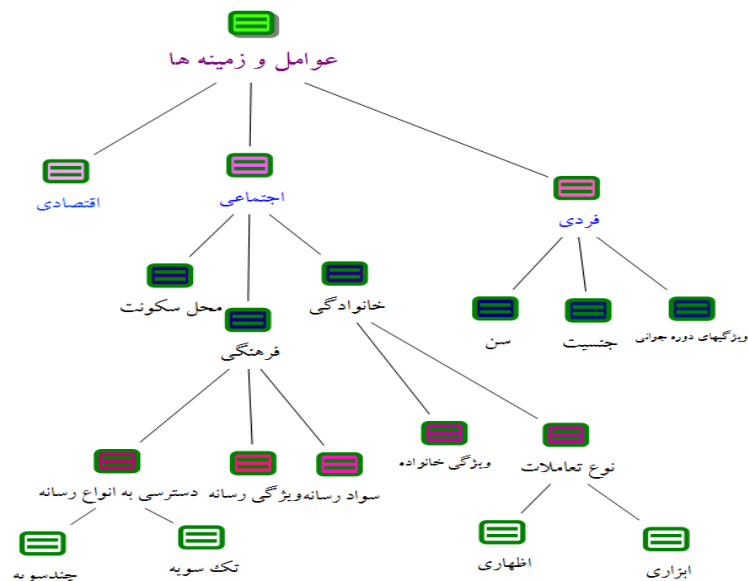 عوامل و زمینه ها
فردی
اجتماعی
اقتصادی
ویژگیهای دوره جوانی
جنسیت
سن
خانوادگی
محل سکونت
فرهنگی
نوع تعاملات
ویژگی خانواده
سواد رسانه
ویژگی رسانه
دسترسی به انواع رسانه
ابزاری
اظهاری
تک سویه
چندسویه